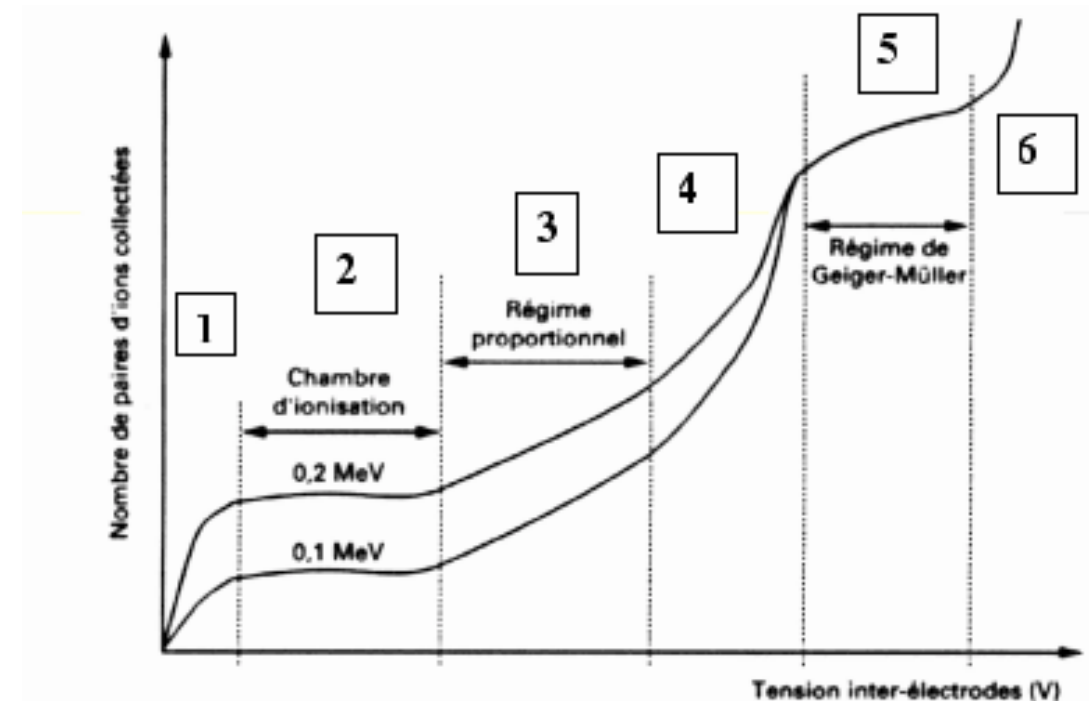 5
6
4
3
2
1
Nombre de paires d'ions collectées
Régime de
Geiger-Müller
Régime
proportionnel
Chambre
d'ionisation
0,2 MeV
0,1 MeV
Tension inter-électrodes (V)